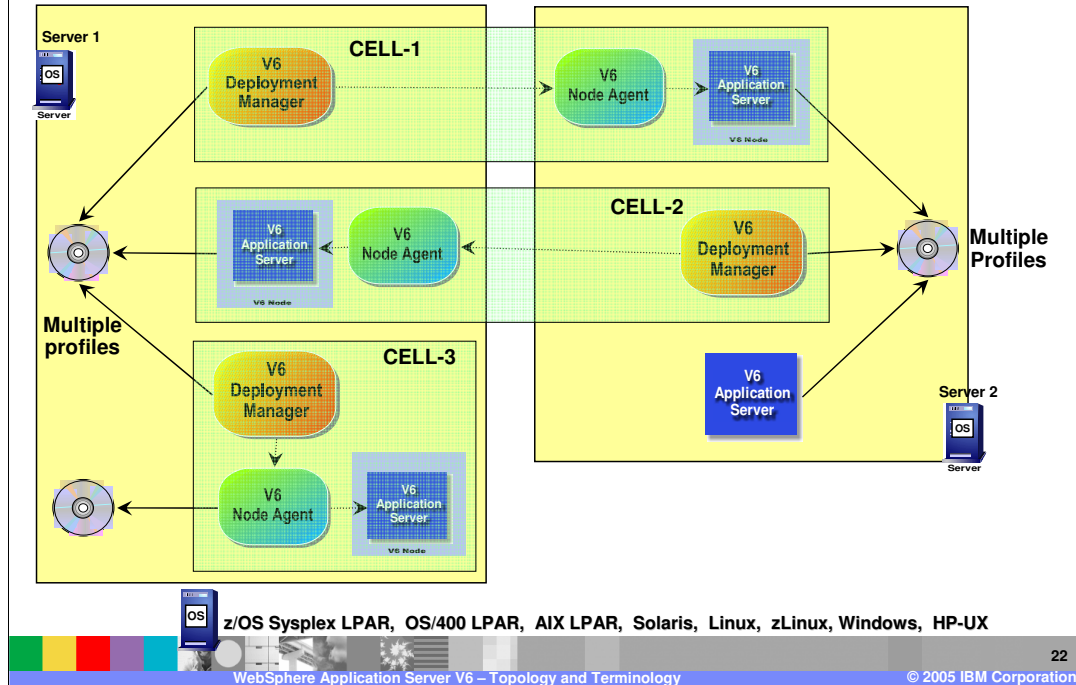 Server 1
OS
Server
CELL-1
V6
Deployment
Manager
V6
Node Agent
V6
Application
Server
V6 Node
CELL-2
V6
Application
Server
V6 Node
V6
Node Agent
V6
Deployment
Manager
Multiple
Profiles
Multiple
profiles
CELL-3
V6
Deployment
Manager
V6
Node Agent
V6
Application
Server
V6 Node
V6
Application
Server
Server 2
OS
Server
OS
z/OS Sysplex LPAR, OS/400 LPAR, AIX LPAR, Solaris, Linux, zLinux, Windows, HP-UX
22
WebSphere Application Server V6 – Topology and Terminology
© 2005 IBM Corporation